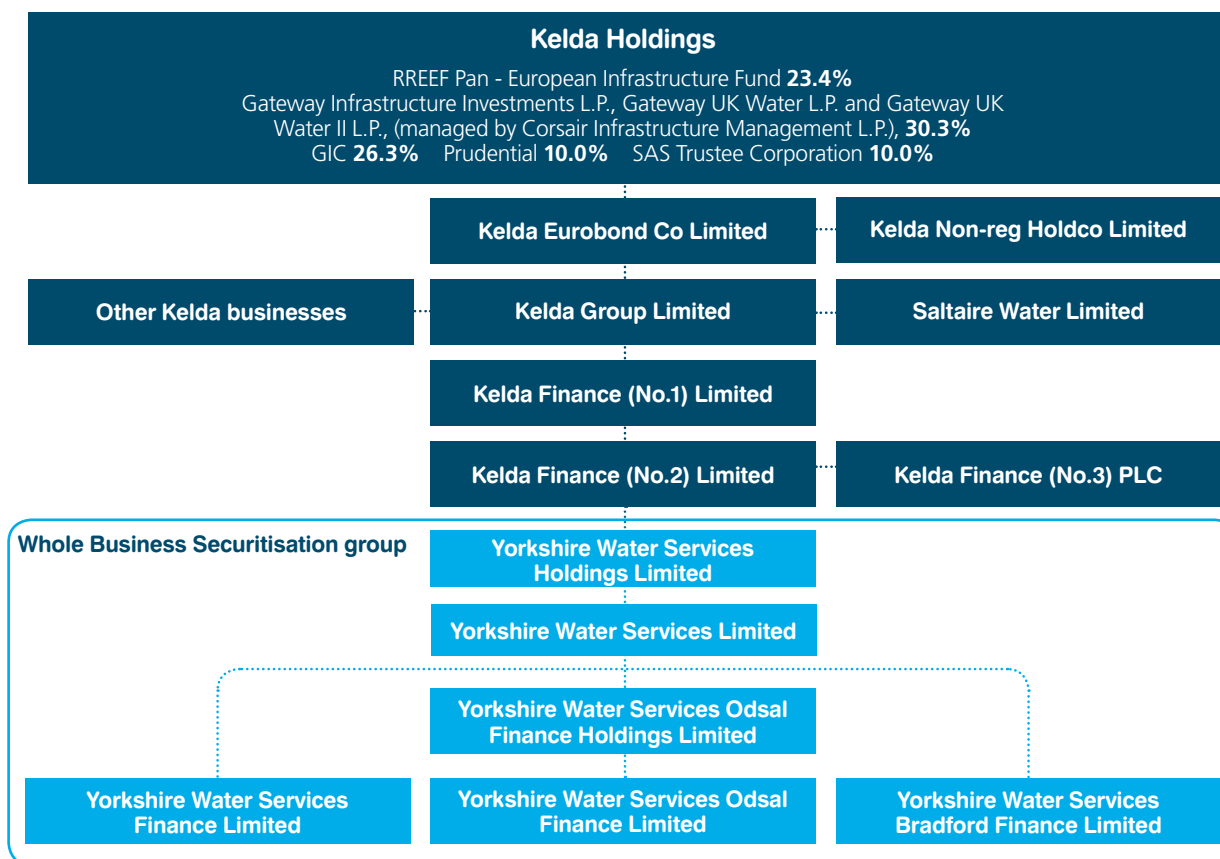 Kelda Holdings
RREEF Pan - European Infrastructure Fund 23.4%
Gateway Infrastructure Investments L.P., Gateway UK Water L.P. and Gateway UK
Water II L.P., (managed by Corsair Infrastructure Management L.P.), 30.3%
GIC 26.3% Prudential 10.0% SAS Trustee Corporation 10.0%
Kelda Eurobond Co Limited
Kelda Non-reg Holdco Limited
Other Kelda businesses
Kelda Group Limited
Saltaire Water Limited
Kelda Finance (No.1) Limited
Kelda Finance (No.2) Limited
Kelda Finance (No.3) PLC
Whole Business Securitisation group
Yorkshire Water Services
Holdings Limited
Yorkshire Water Services Limited
Yorkshire Water Services Odsal
Finance Holdings Limited
Yorkshire Water Services
Finance Limited
Yorkshire Water Services Odsal
Finance Limited
Yorkshire Water Services
Bradford Finance Limited